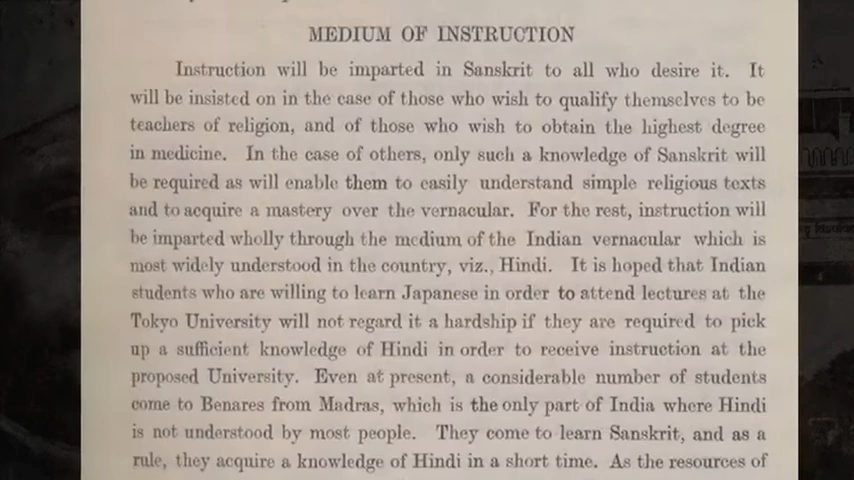 MEDIUM OF INSTRUCTION
Instruction will be imparted in Sanskrit to all who desire it. It
will be insisted on in the case of those who wish to qualify themselves to be
teachers of religion, and of those who wish to obtain the highest degree
in medicine. In the case of others, only such a knowledge of Sanskrit will
be required as will enable them to easily understand simple religious texts
and to acquire a mastery over the vernacular. For the rest, instruction will
be imparted wholly through the medium of the Indian vernacular which is
most widely understood in the country, viz., Hindi. It is hoped that Indian
students who are willing to learn Japanese in order to attend lectures at the
Tokyo University will not regard it a hardship if they are required to pick
up a sufficient knowledge of Hindi in order to receive instruction at the
proposed University. Even at present, a considerable number of students
come to Benares from Madras, which is the only part of India where Hindi
is not understood by most people. They come to learn Sanskrit, and as a
rule, they acquire a knowledge of Hindi in a short time. As the resources of